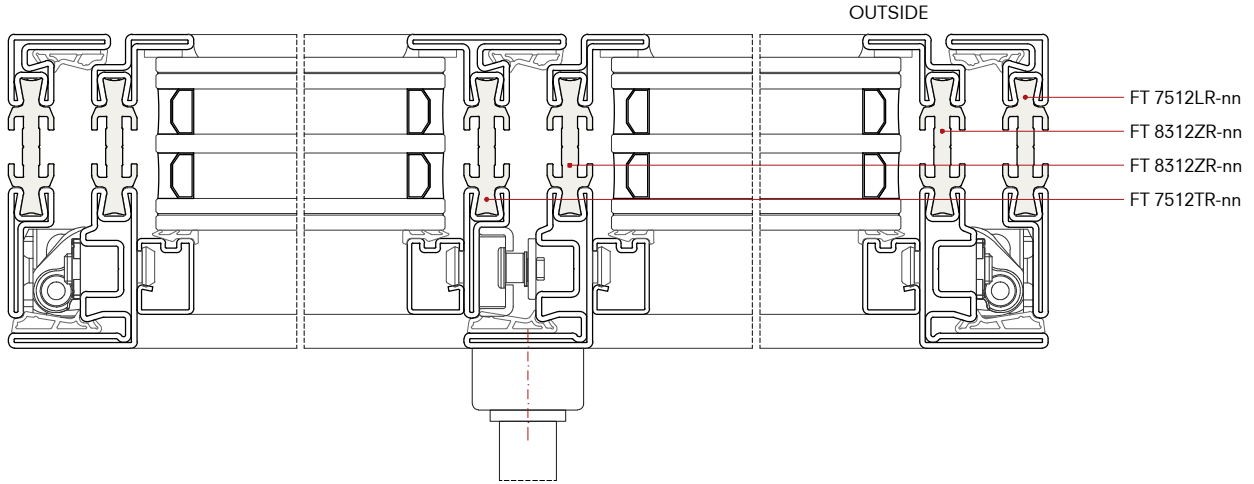 OUTSIDE
FT 7512LR-nn
FT 8312ZR-nn
FT 8312ZR-nn
FT 7512TR-nn